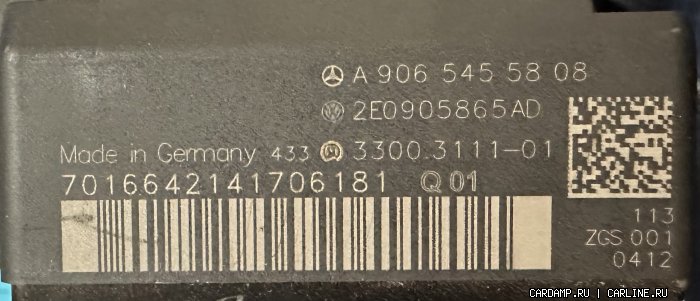 A 906 545 58 08
2E0905865AD
Made in Germany 433 3300.3111-01
7016642141706181 Q 01
113
ZGS 001
0412
CARDAMP.RU | CARLINE.RU